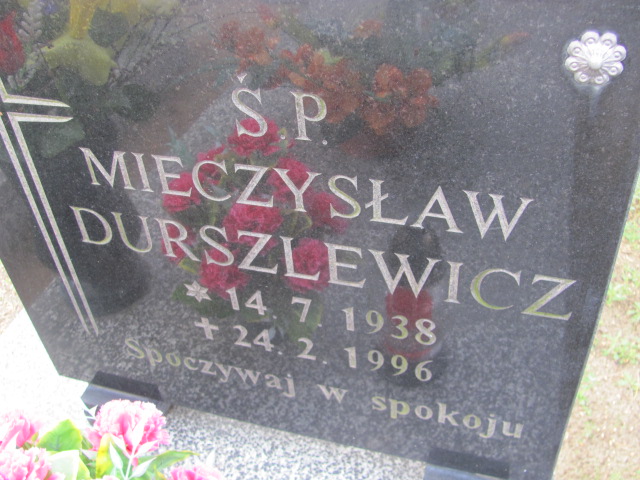 Ś.P.
MIECZYSŁAW
DURSZLEWICZ
* 14. 7. 1938
+ 24. 2. 1996
Spoczywaj w spokoju